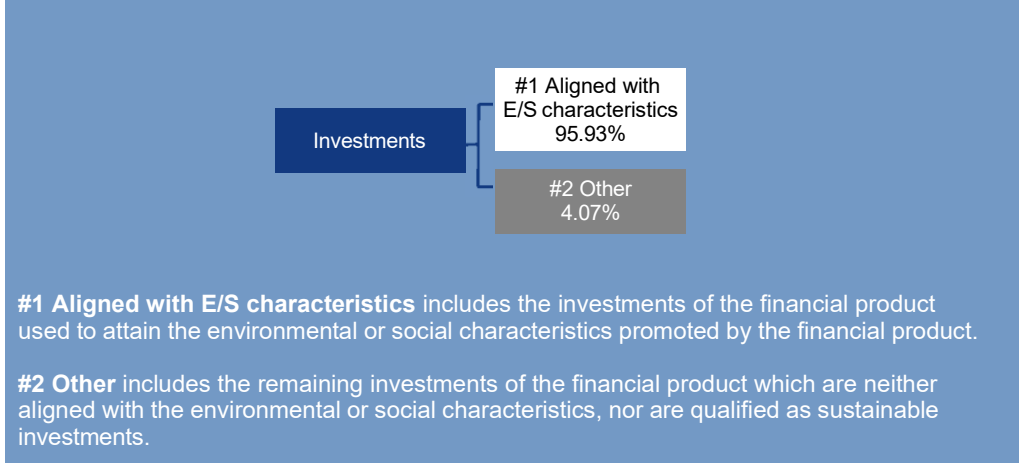 Investments
#1 Aligned with
E/S characteristics
95.93%
#2 Other
4.07%
#1 Aligned with E/S characteristics includes the investments of the financial product
used to attain the environmental or social characteristics promoted by the financial product.
#2 Other includes the remaining investments of the financial product which are neither
aligned with the environmental or social characteristics, nor are qualified as sustainable
investments.